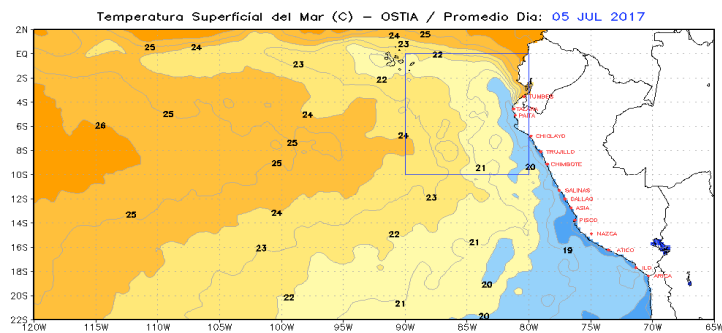 Temperatura Superficial del Mar (C) – OSTIA / Promedio Dia: 05 JUL 2017
2N
EQ
2S
4S
6S
8S
10S
12S
14S
16S
18S
20S
22S
25 24 24 25
23
22
23
22
25 24
26
24
25
25
21 20
23
25 24
22
23 21
19
20
22
21
20
TUMBES
PAITA
CHICLAYO
TRUJILLO
CHIMBOTE
SALINAS
CALLAO
ASIA
PISCO
NAZCA
ATICO
ILO
ARICA
120W 115W 110W 105W 100W 95W 90W 85W 80W 75W 70W 65W